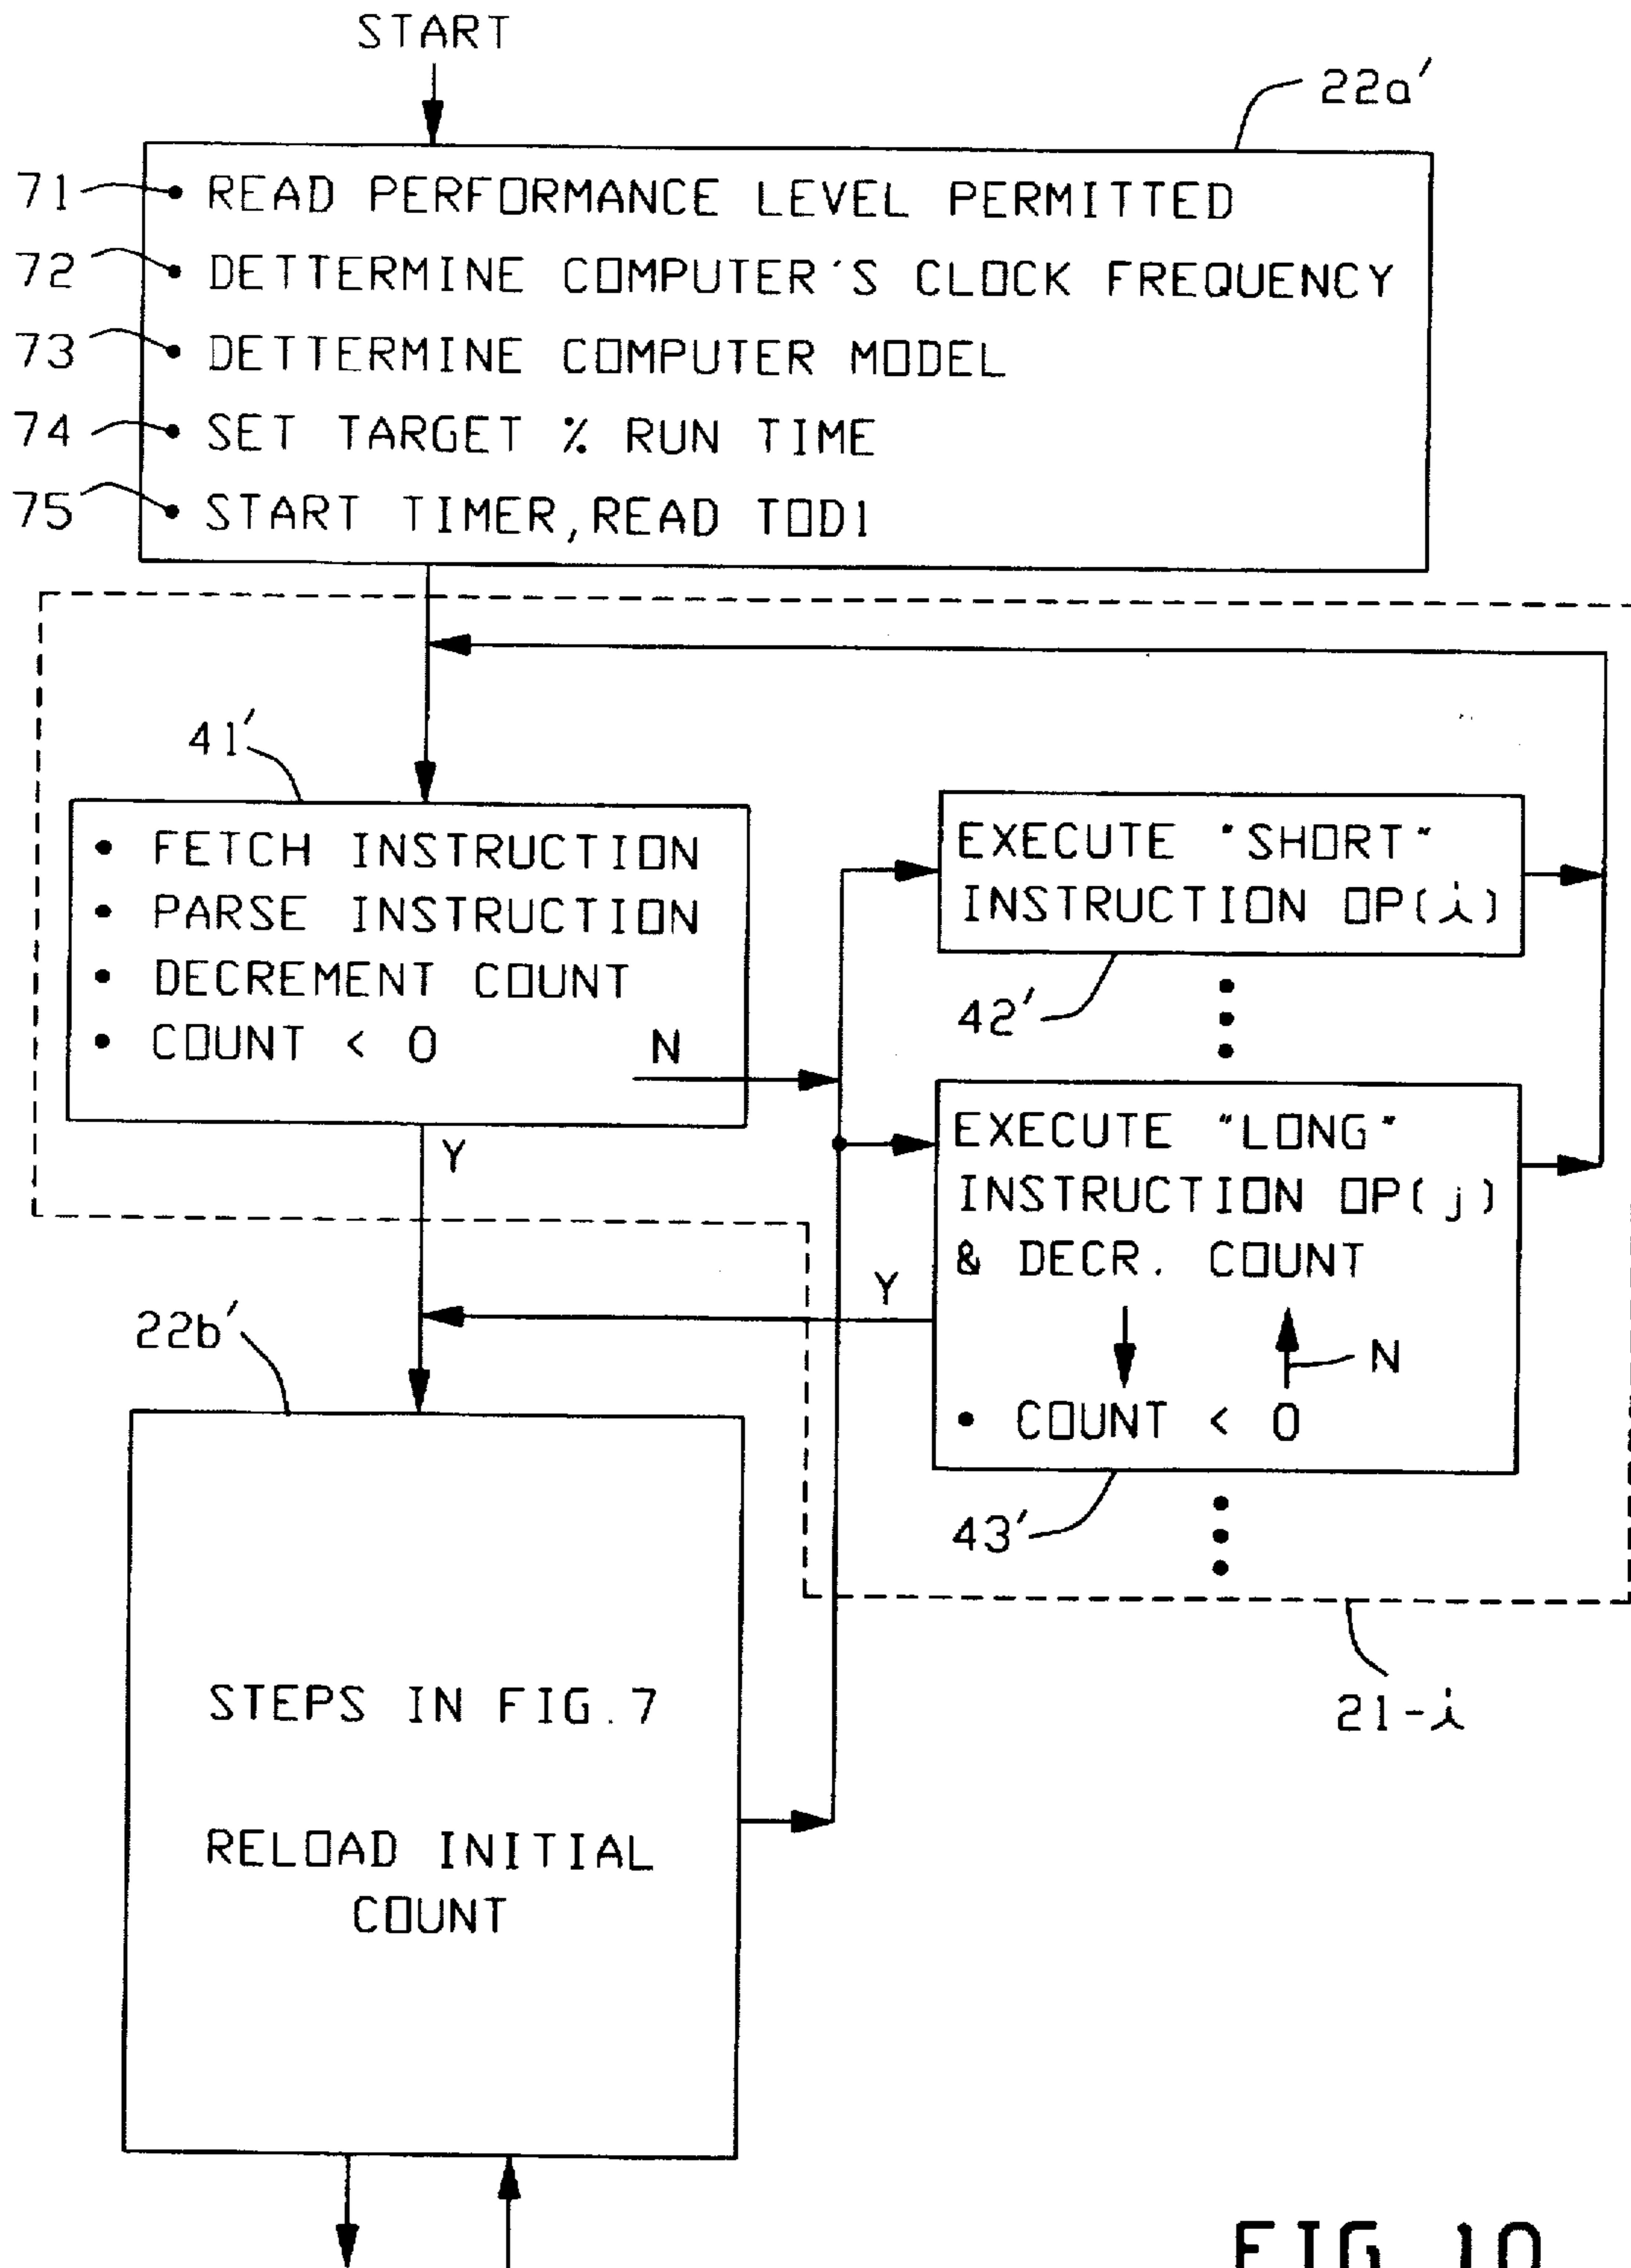 START
22a′
71 • READ PERFORMANCE LEVEL PERMITTED
72 • DETTERMINE COMPUTER'S CLOCK FREQUENCY
73 • DETTERMINE COMPUTER MODEL
74 • SET TARGET % RUN TIME
75 • START TIMER, READ TOD1
41′
• FETCH INSTRUCTION
• PARSE INSTRUCTION
• DECREMENT COUNT
• COUNT < 0 N
Y
EXECUTE "SHORT"
INSTRUCTION OP(i)
42′
EXECUTE "LONG"
INSTRUCTION OP(j)
& DECR. COUNT
N
• COUNT < 0
Y
43′
21-i
22b′
STEPS IN FIG. 7
RELOAD INITIAL
COUNT
FIG. 10